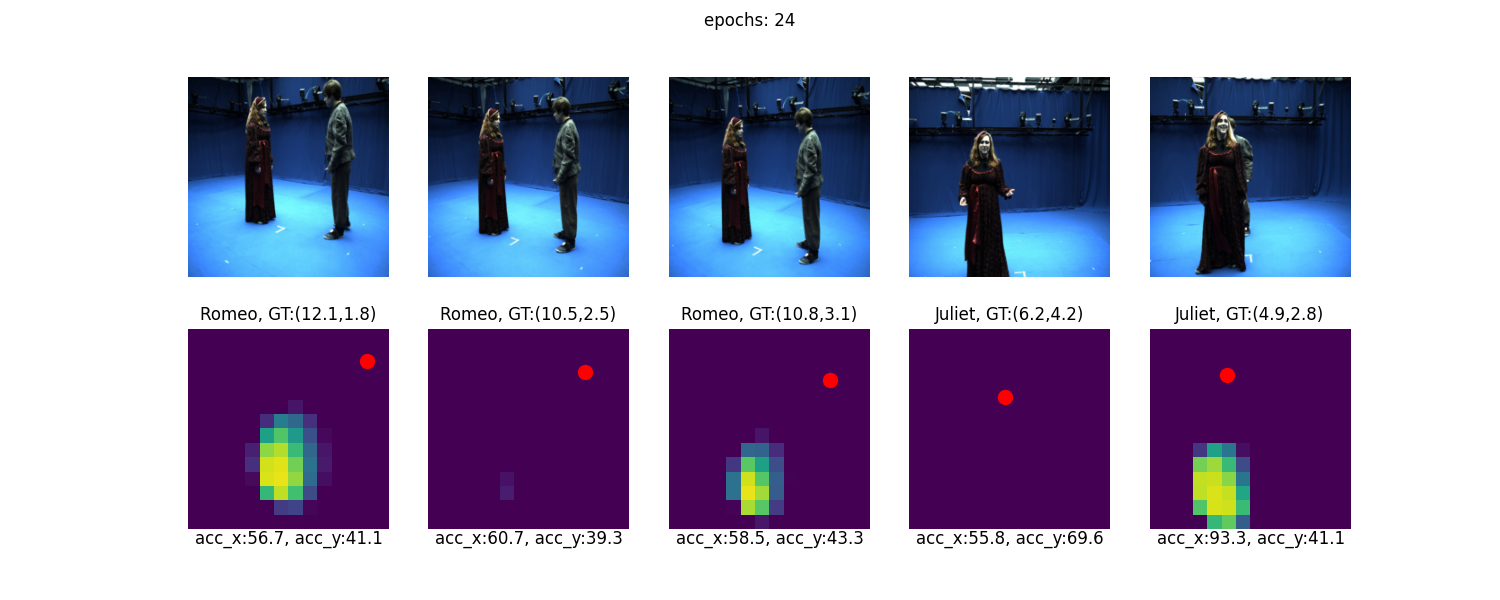 epochs: 24
Romeo, GT:(12.1,1.8)
Romeo, GT:(10.5,2.5)
Romeo, GT:(10.8,3.1)
Juliet, GT:(6.2,4.2)
Juliet, GT:(4.9,2.8)
acc_x:56.7, acc_y:41.1
acc_x:60.7, acc_y:39.3
acc_x:58.5, acc_y:43.3
acc_x:55.8, acc_y:69.6
acc_x:93.3, acc_y:41.1